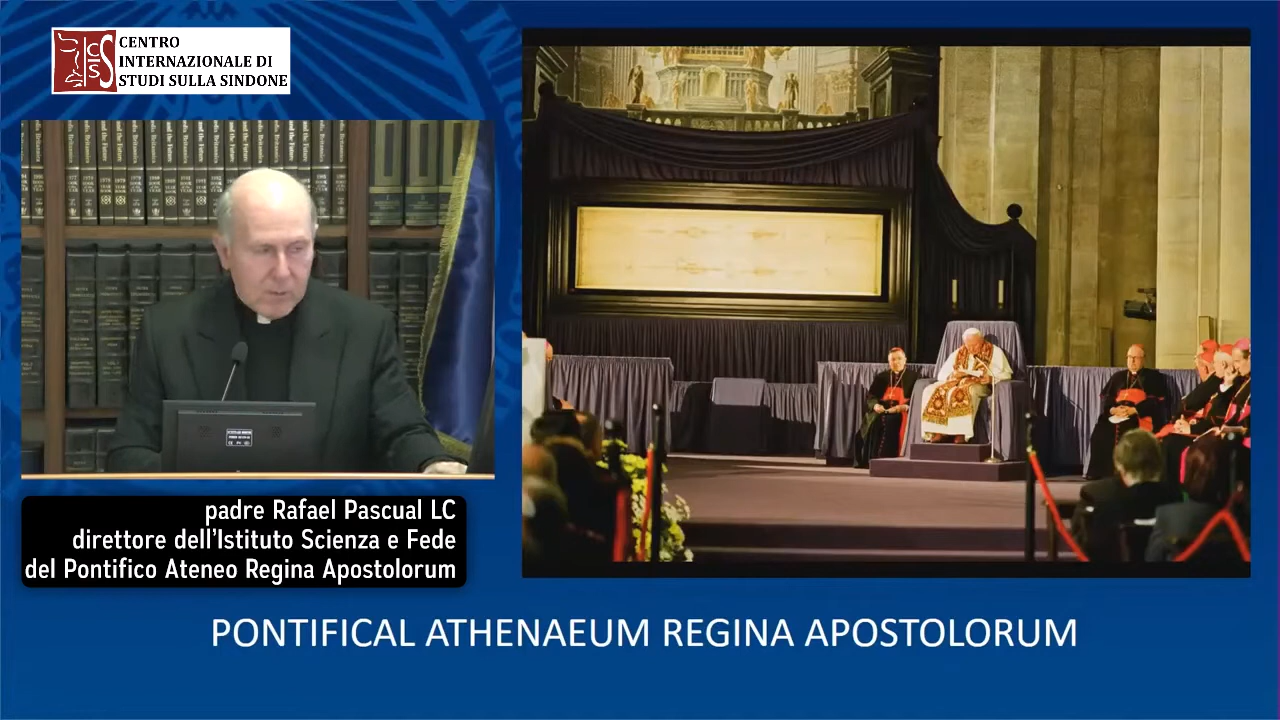 CENTRO
INTERNAZIONALE DI
STUDI SULLA SINDONE
padre Rafael Pascual LC
direttore dell'Istituto Scienza e Fede
del Pontifico Ateneo Regina Apostolorum
PONTIFICAL ATHENAEUM REGINA APOSTOLORUM